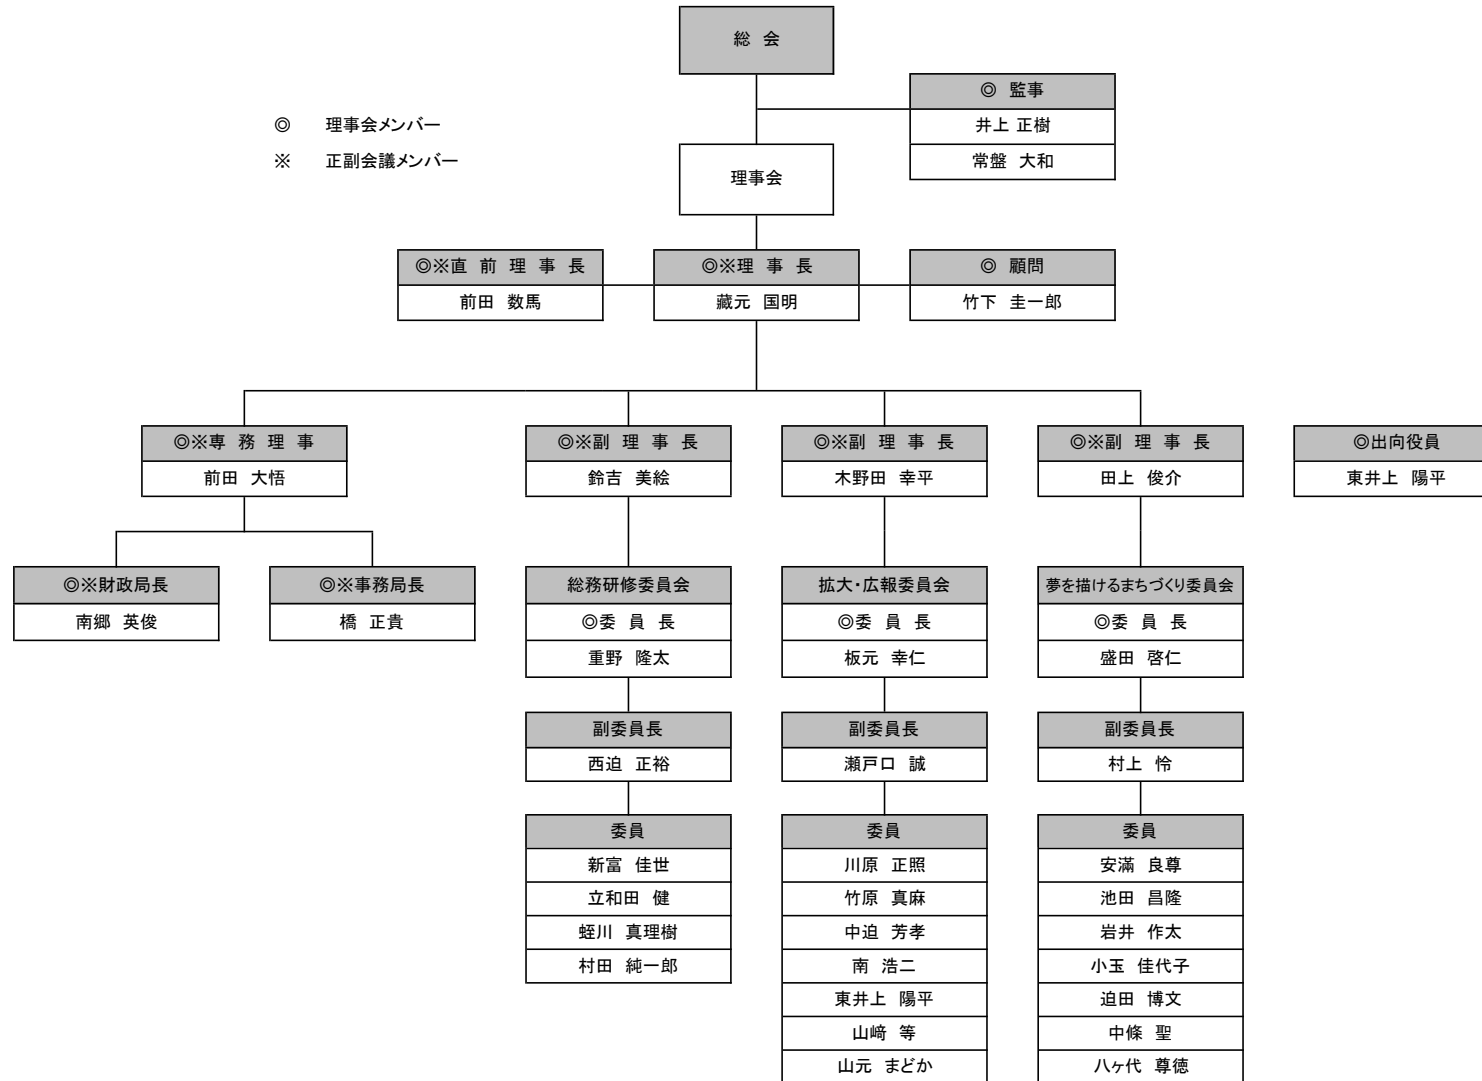 総 会
◎ 監事
井上 正樹
常盤 大和
◎ 理事会メンバー
※ 正副会議メンバー
理事会
◎※直 前 理 事 長
前田 数馬
◎※理 事 長
藏元 国明
◎ 顧問
竹下 圭一郎
◎※専 務 理 事
前田 大悟
◎※副 理 事 長
鈴吉 美絵
◎※副 理 事 長
木野田 幸平
◎※副 理 事 長
田上 俊介
◎出向役員
東井上 陽平
◎※財政局長
南郷 英俊
◎※事務局長
橋 正貴
総務研修委員会
◎委 員 長
重野 隆太
副委員長
西迫 正裕
委員
新富 佳世
立和田 健
蛭川 真理樹
村田 純一郎
拡大・広報委員会
◎委 員 長
板元 幸仁
副委員長
瀬戸口 誠
委員
川原 正照
竹原 真麻
中迫 芳孝
南 浩二
東井上 陽平
山﨑 等
山元 まどか
夢を描けるまちづくり委員会
◎委 員 長
盛田 啓仁
副委員長
村上 怜
委員
安満 良尊
池田 昌隆
岩井 作太
小玉 佳代子
迫田 博文
中條 聖
八ヶ代 尊徳